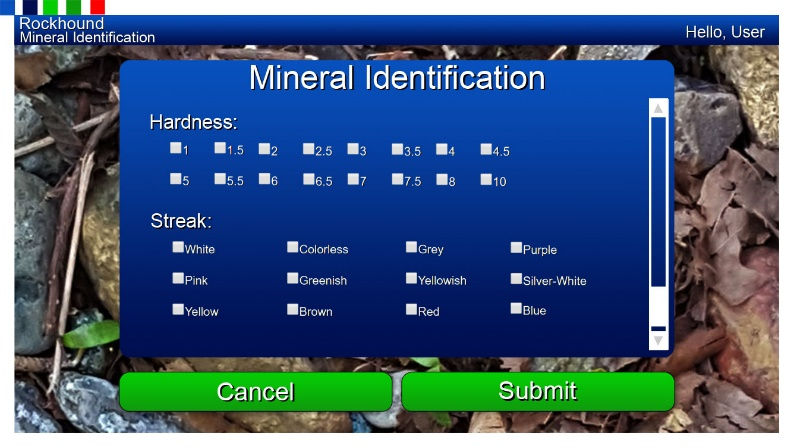 Rockhound
Mineral Identification
Hello, User
Mineral Identification
Hardness:
1 1.5 2 2.5 3 3.5 4 4.5
5 5.5 6 6.5 7 7.5 8 10
Streak:
White Colorless Grey Purple
Pink Greenish Yellowish Silver-White
Yellow Brown Red Blue
Cancel Submit